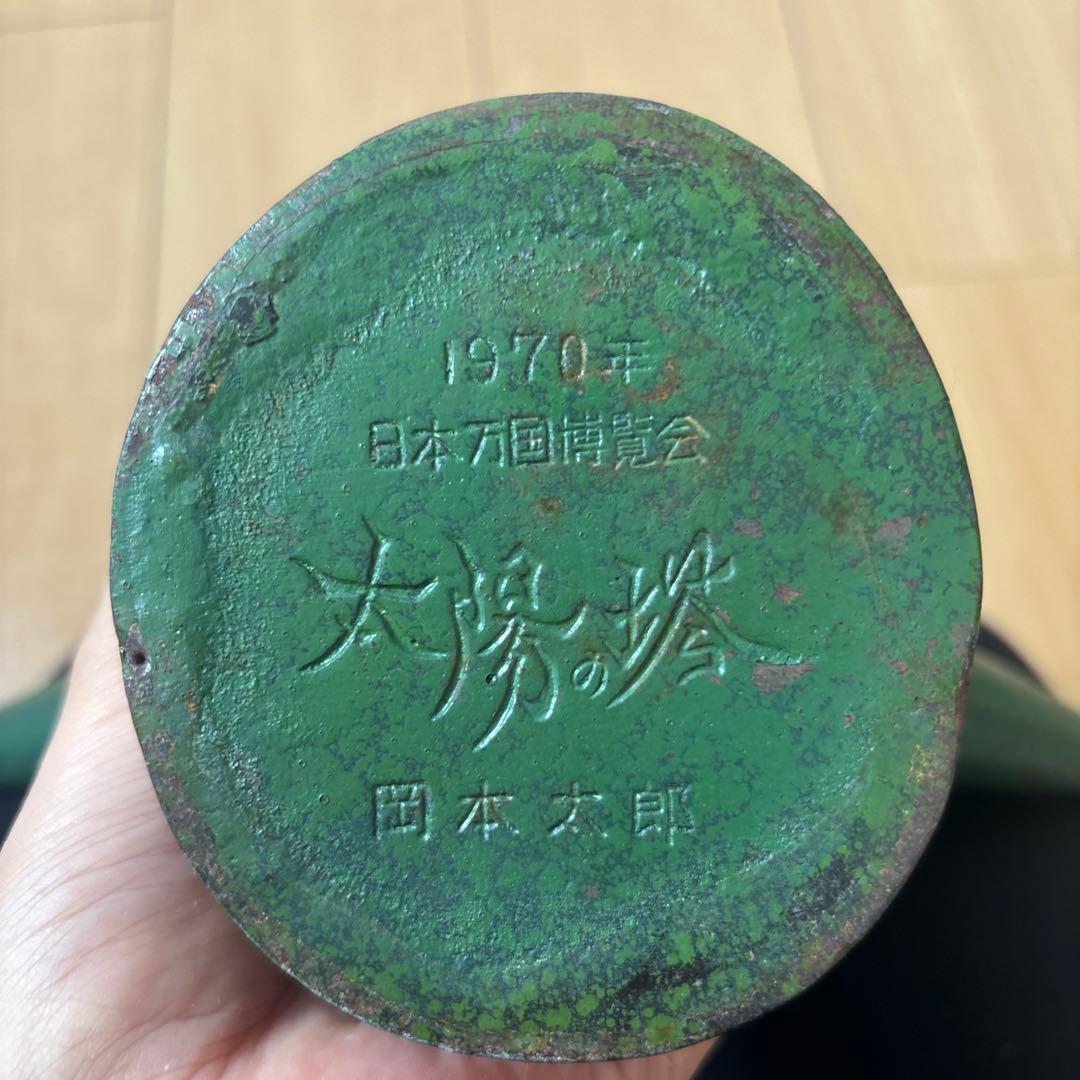 1970年
日本万国博覧会
太陽の塔
岡本太郎